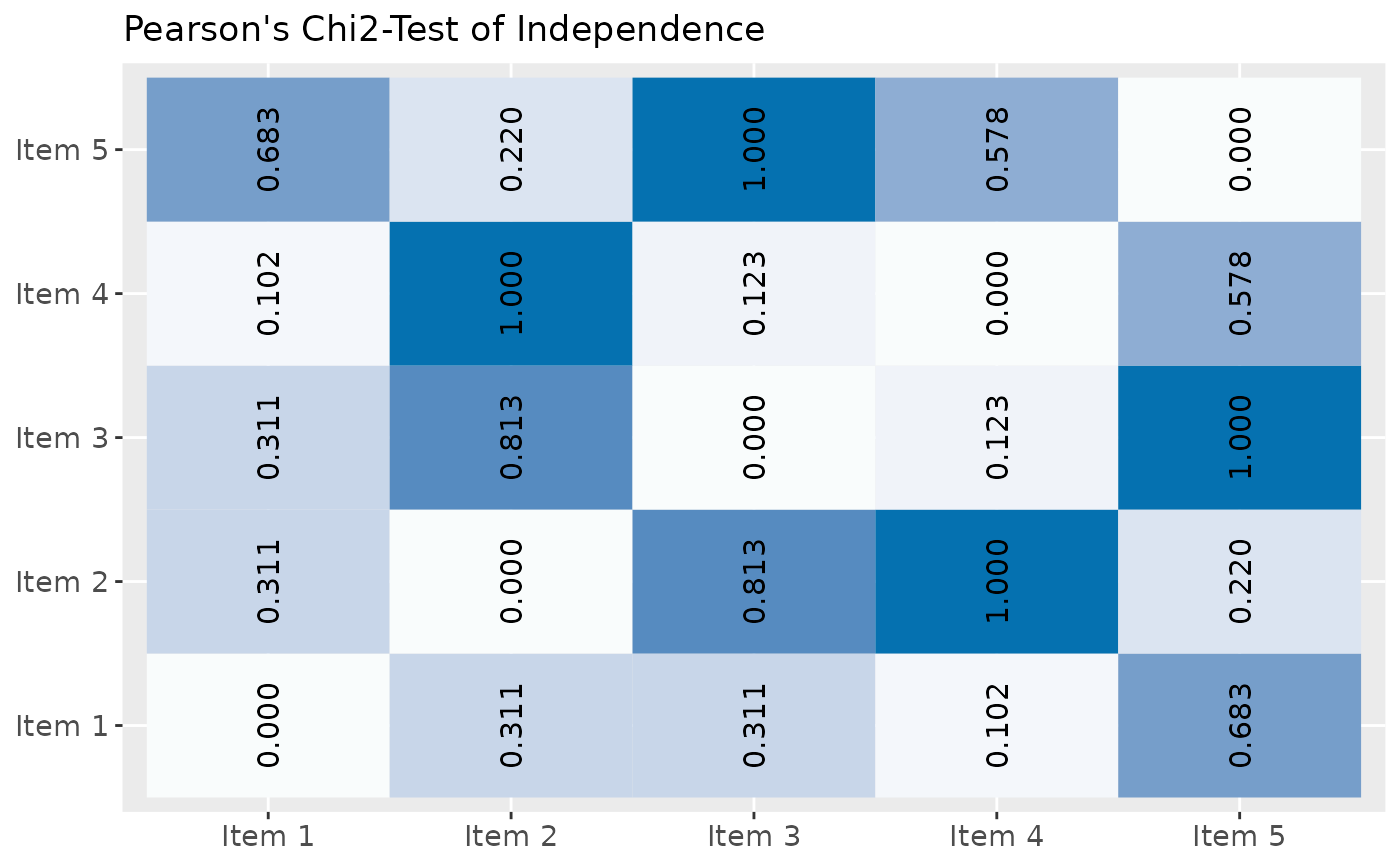 Pearson's Chi2-Test of Independence
Item 5 0.683 0.220 1.000 0.578 0.000
Item 4 0.102 1.000 0.123 0.000 0.578
Item 3 0.311 0.813 0.000 0.123 1.000
Item 2 0.311 0.000 0.813 1.000 0.220
Item 1 0.000 0.311 0.311 0.102 0.683
Item 1 Item 2 Item 3 Item 4 Item 5